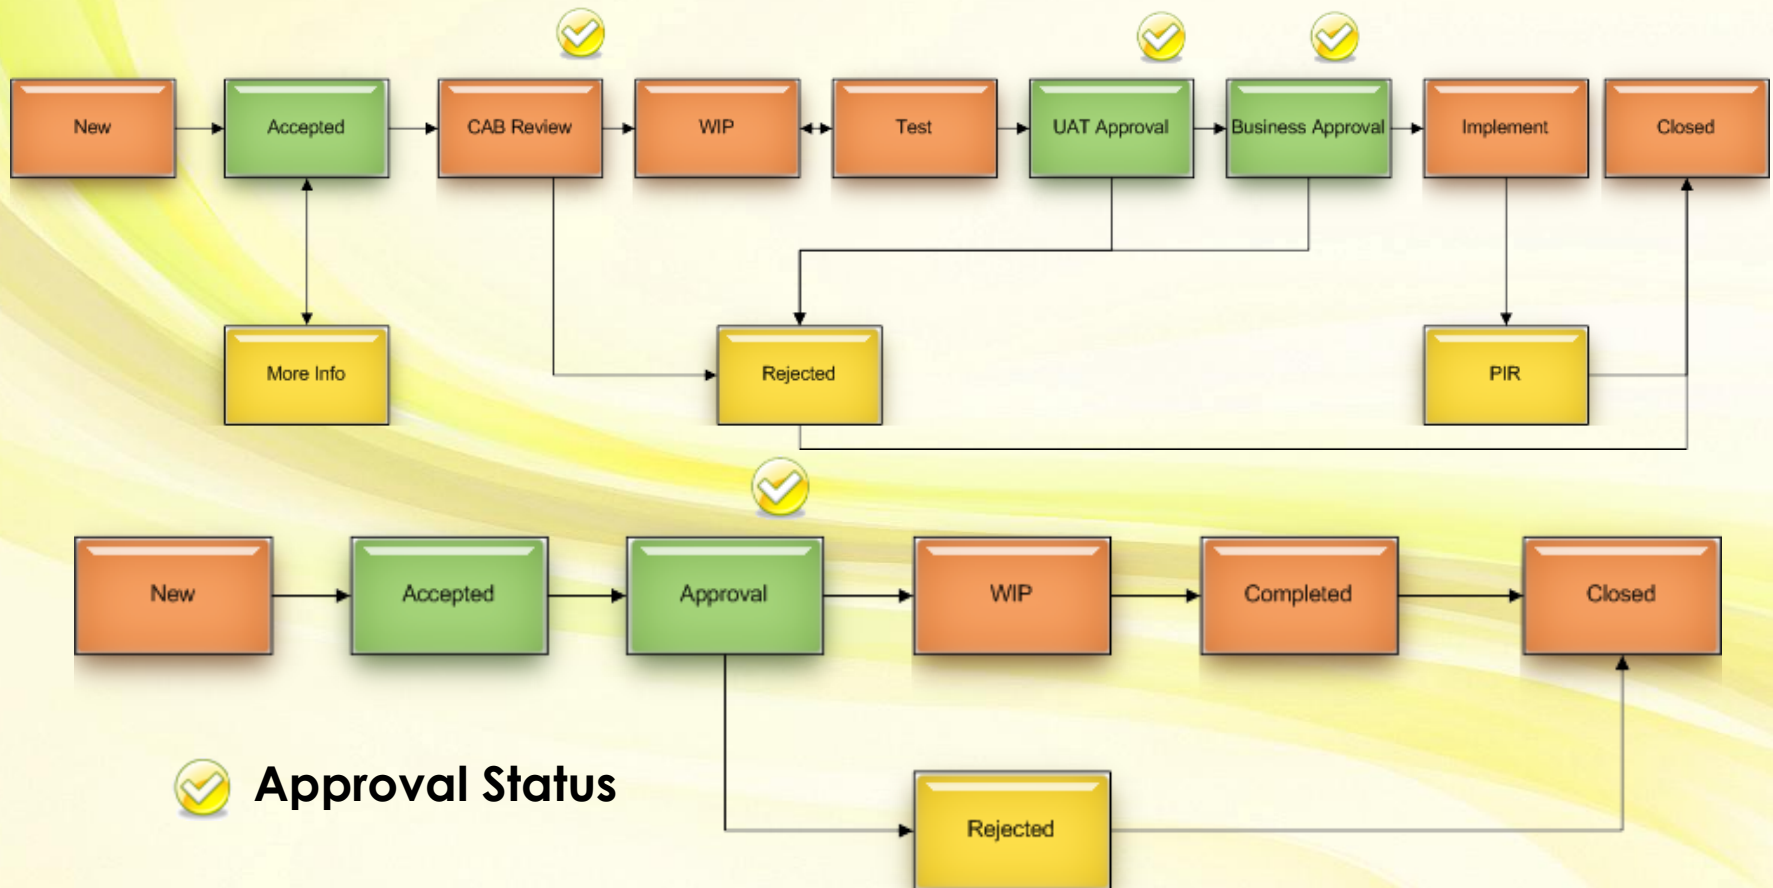 New
Accepted
CAB Review
WIP
Test
UAT Approval
Business Approval
Implement
Closed
More Info
Rejected
PIR
New
Accepted
Approval
WIP
Completed
Closed
Approval Status
Rejected